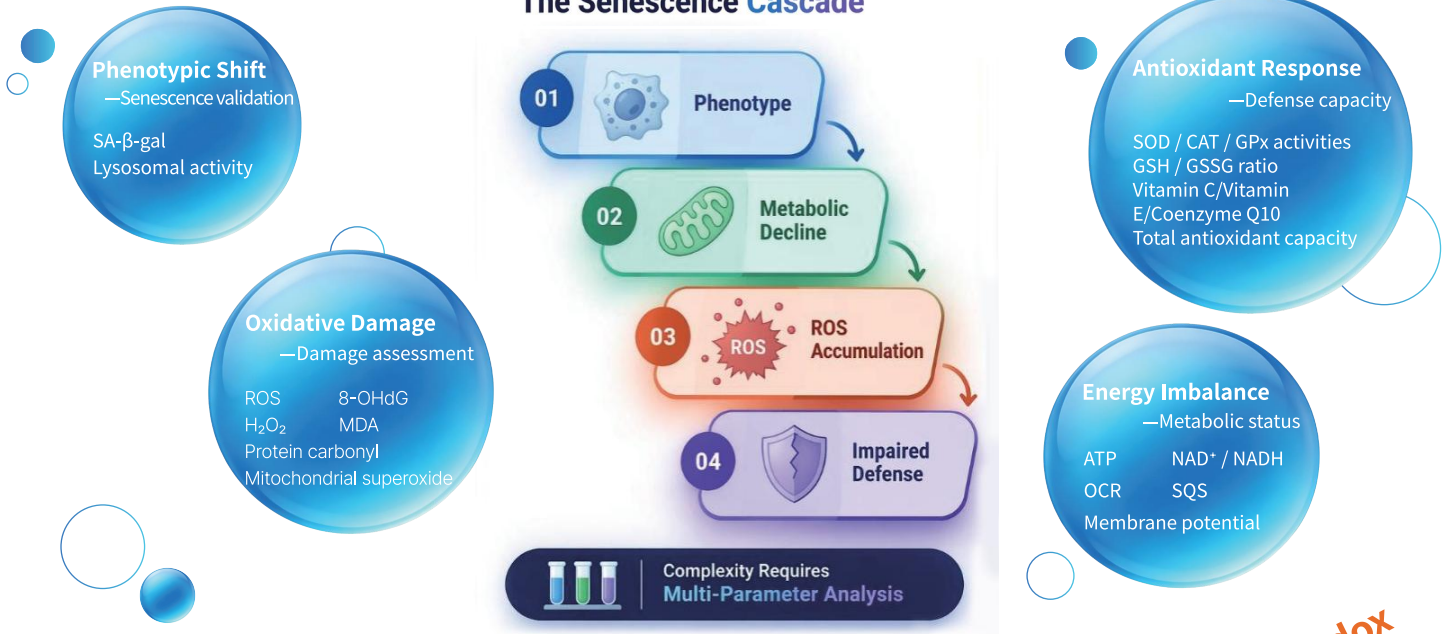 The Senescence Cascade
Phenotypic Shift
—Senescence validation
SA-β-gal
Lysosomal activity
Oxidative Damage
—Damage assessment
ROS 8-OHdG
H₂O₂ MDA
Protein carbonyl
Mitochondrial superoxide
01
Phenotype
02
Metabolic
Decline
03
ROS
ROS
Accumulation
04
Impaired
Defense
Complexity Requires
Multi-Parameter Analysis
Antioxidant Response
—Defense capacity
SOD / CAT / GPx activities
GSH / GSSG ratio
Vitamin C/Vitamin
E/Coenzyme Q10
Total antioxidant capacity
Energy Imbalance
—Metabolic status
ATP NAD⁺ / NADH
OCR SQS
Membrane potential